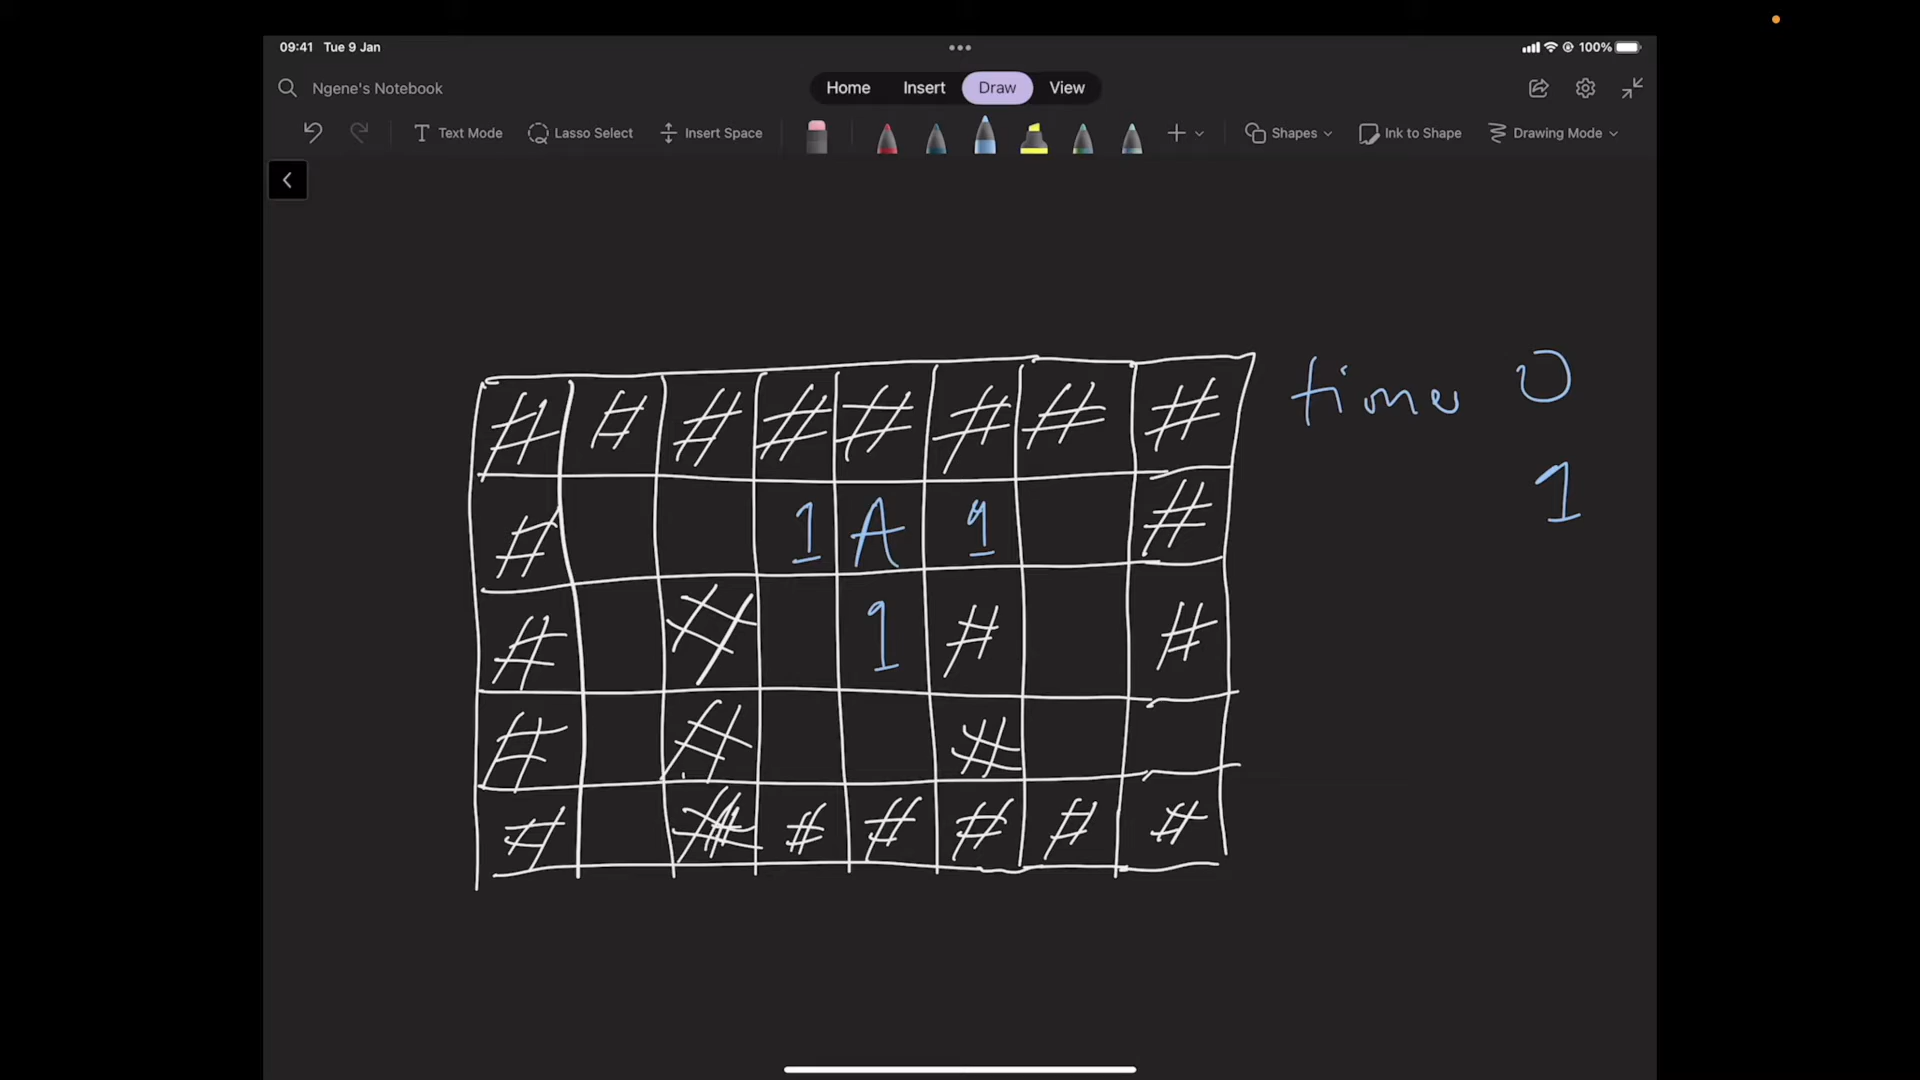 09:41 Tue 9 Jan 100%
Ngene's Notebook Home Insert Draw View
Text Mode Lasso Select Insert Space Shapes Ink to Shape Drawing Mode
# # # # # # # # time 0
# 1 A 1 # 1
# # 1 # #
# # #
# # # # # # #